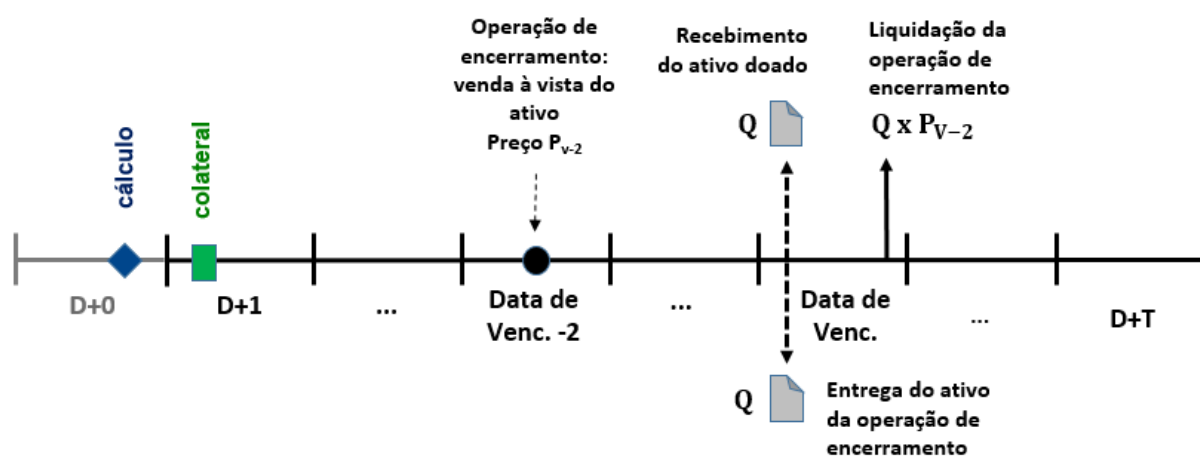 Operação de
encerramento:
venda à vista do
ativo
Preço Pv-2
Recebimento
do ativo doado
Q
Liquidação da
operação de
encerramento
Q x PV−2
cálculo
colateral
D+0
D+1
...
Data de
Venc. -2
...
Data de
Venc.
...
D+T
Q
Entrega do ativo
da operação de
encerramento